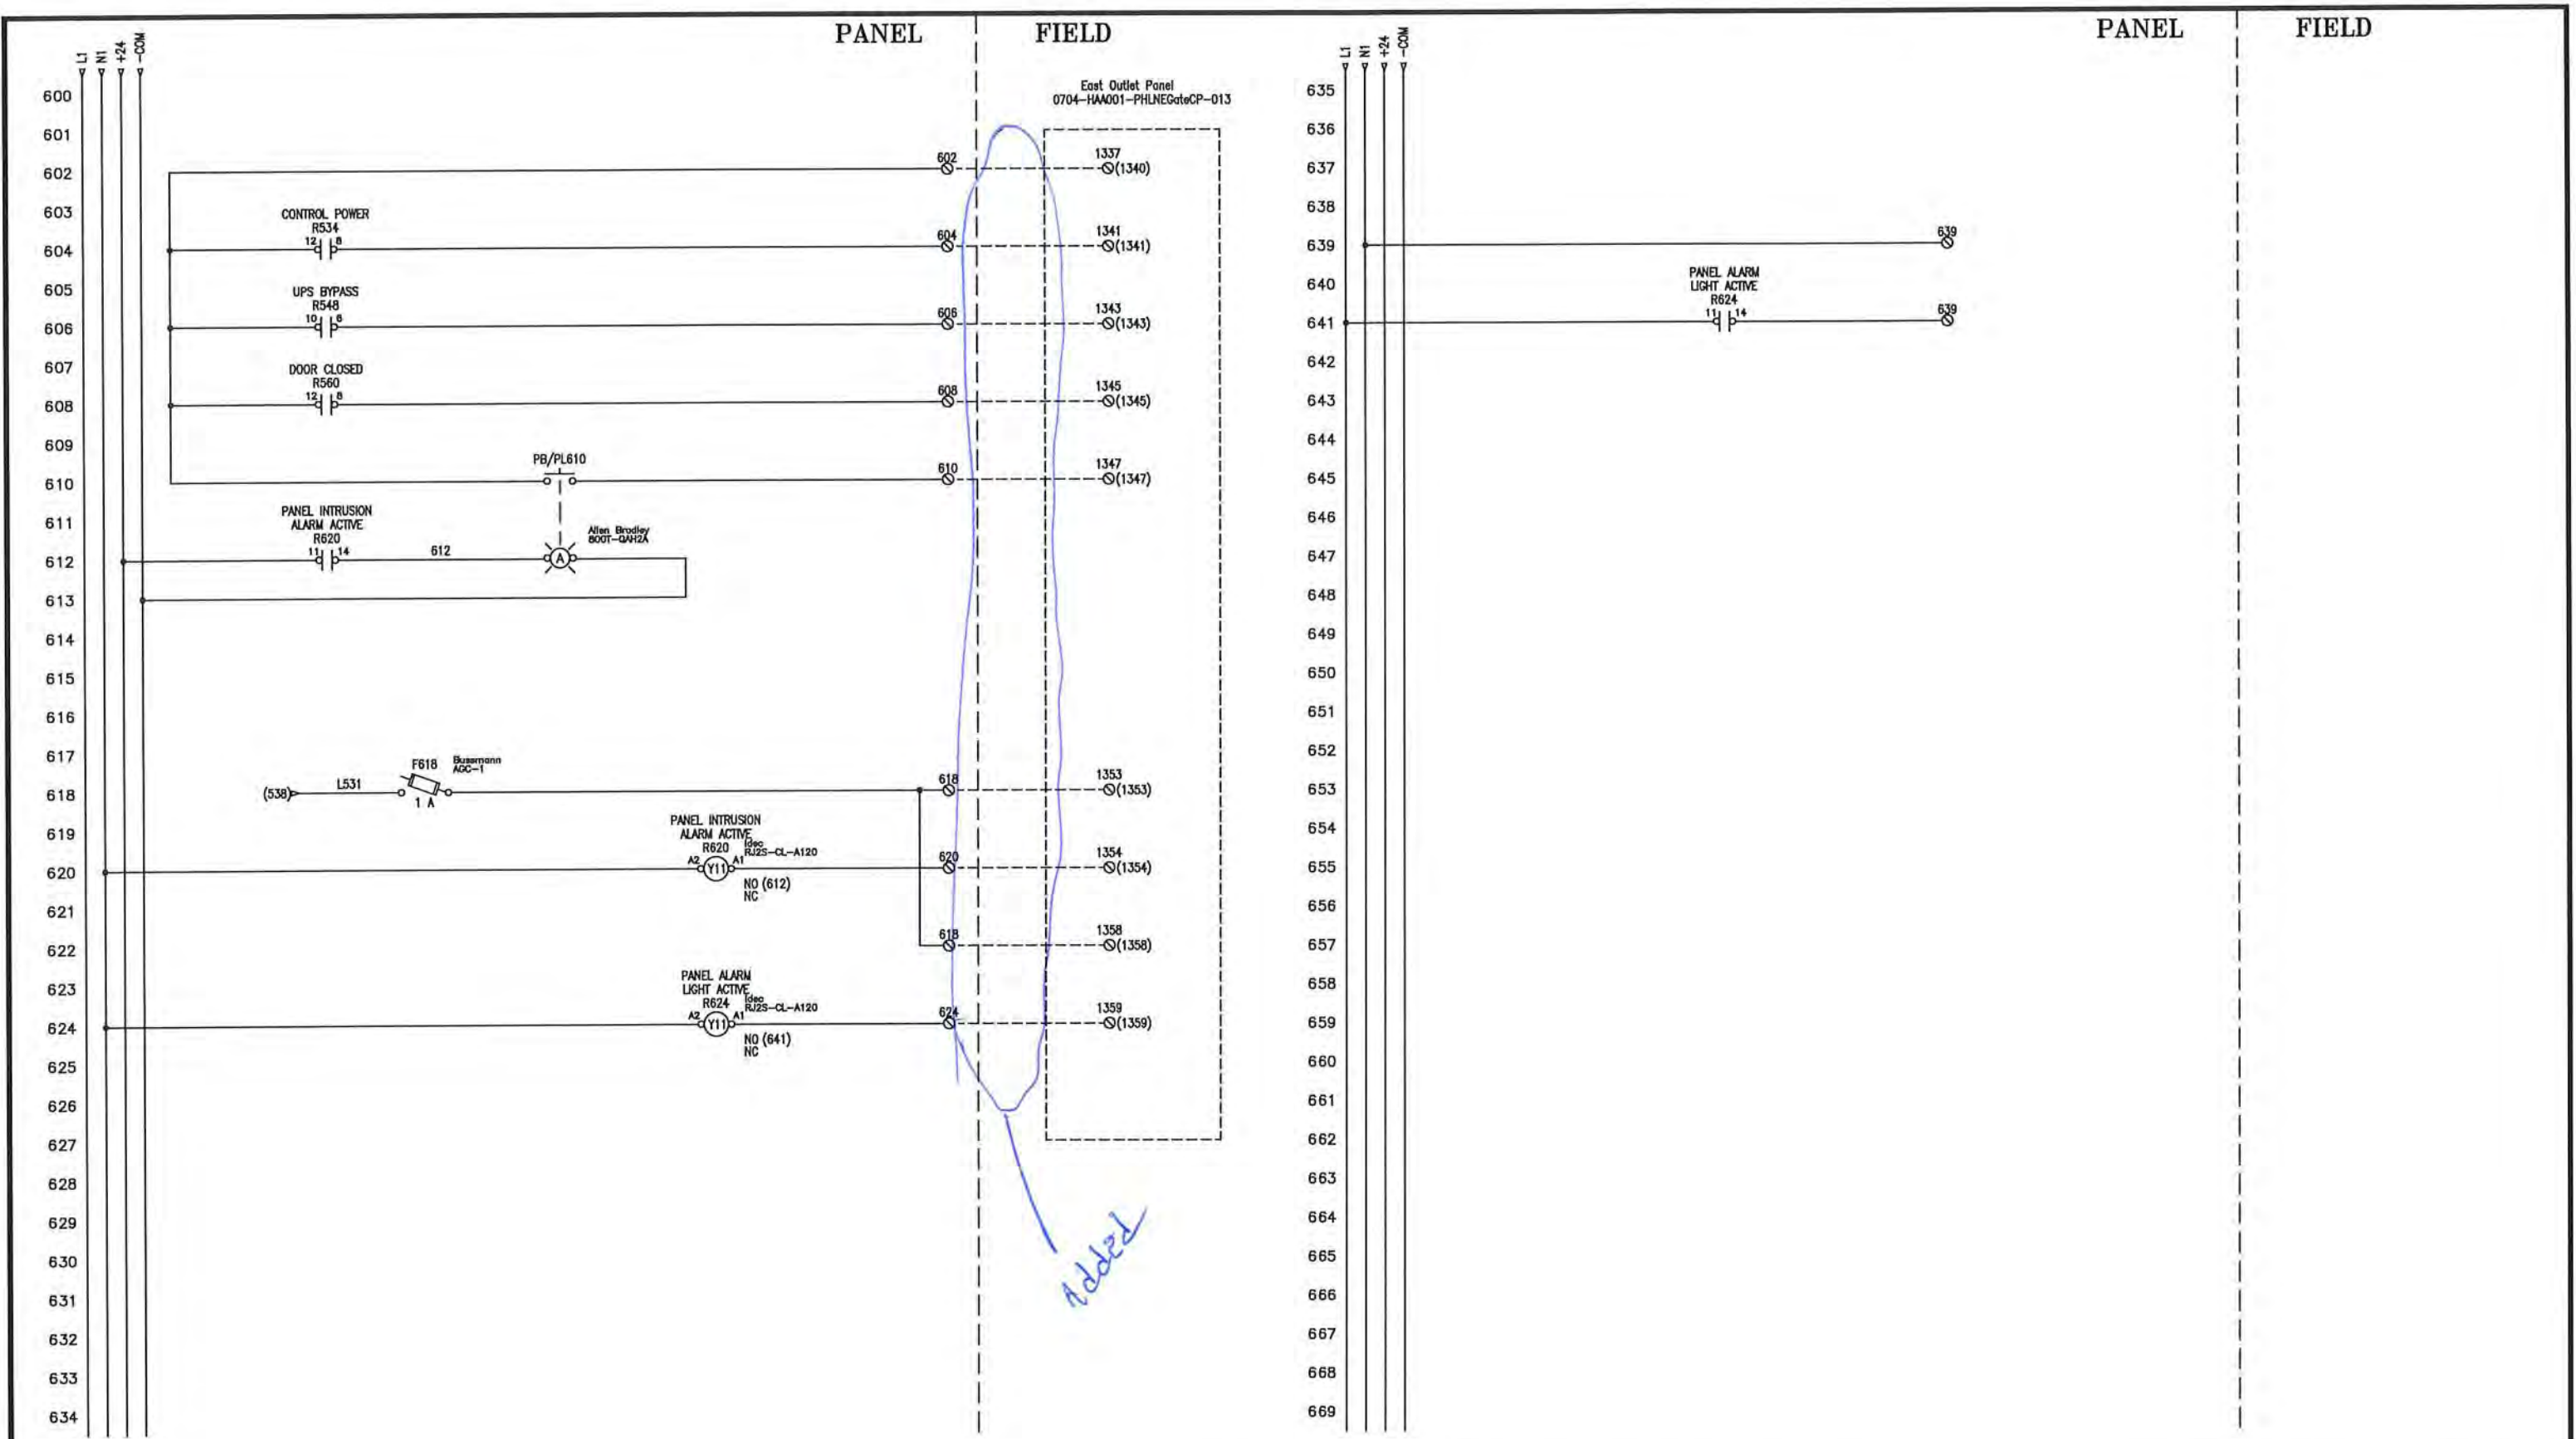 PANEL
FIELD
L1
N1
+24
-COM
East Outlet Panel
0704-HAA001-PHLNEGateCP-013
600
601
602
603
604
605
606
607
608
609
610
611
612
613
614
615
616
617
618
619
620
621
622
623
624
625
626
627
628
629
630
631
632
633
634
602
1337
(1340)
CONTROL POWER
R534
12 8
604
1341
(1341)
UPS BYPASS
R548
10 6
606
1343
(1343)
DOOR CLOSED
R560
12 8
608
1345
(1345)
PB/PL610
610
1347
(1347)
PANEL INTRUSION
ALARM ACTIVE
R620
11 14
612
A
Allen Bradley
800T-QAH2A
(538)
L531
F618
1 A
Bussmann
AGC-1
618
1353
(1353)
PANEL INTRUSION
ALARM ACTIVE
R620
Idec
RJ2S-CL-A120
A2 Y11 A1
NO (612)
NC
620
1354
(1354)
618
1358
(1358)
PANEL ALARM
LIGHT ACTIVE
R624
Idec
RJ2S-CL-A120
A2 Y11 A1
NO (641)
NC
624
1359
(1359)
Added
PANEL
FIELD
L1
N1
+24
-COM
635
636
637
638
639
640
641
642
643
644
645
646
647
648
649
650
651
652
653
654
655
656
657
658
659
660
661
662
663
664
665
666
667
668
669
639
PANEL ALARM
LIGHT ACTIVE
R624
11 14
639